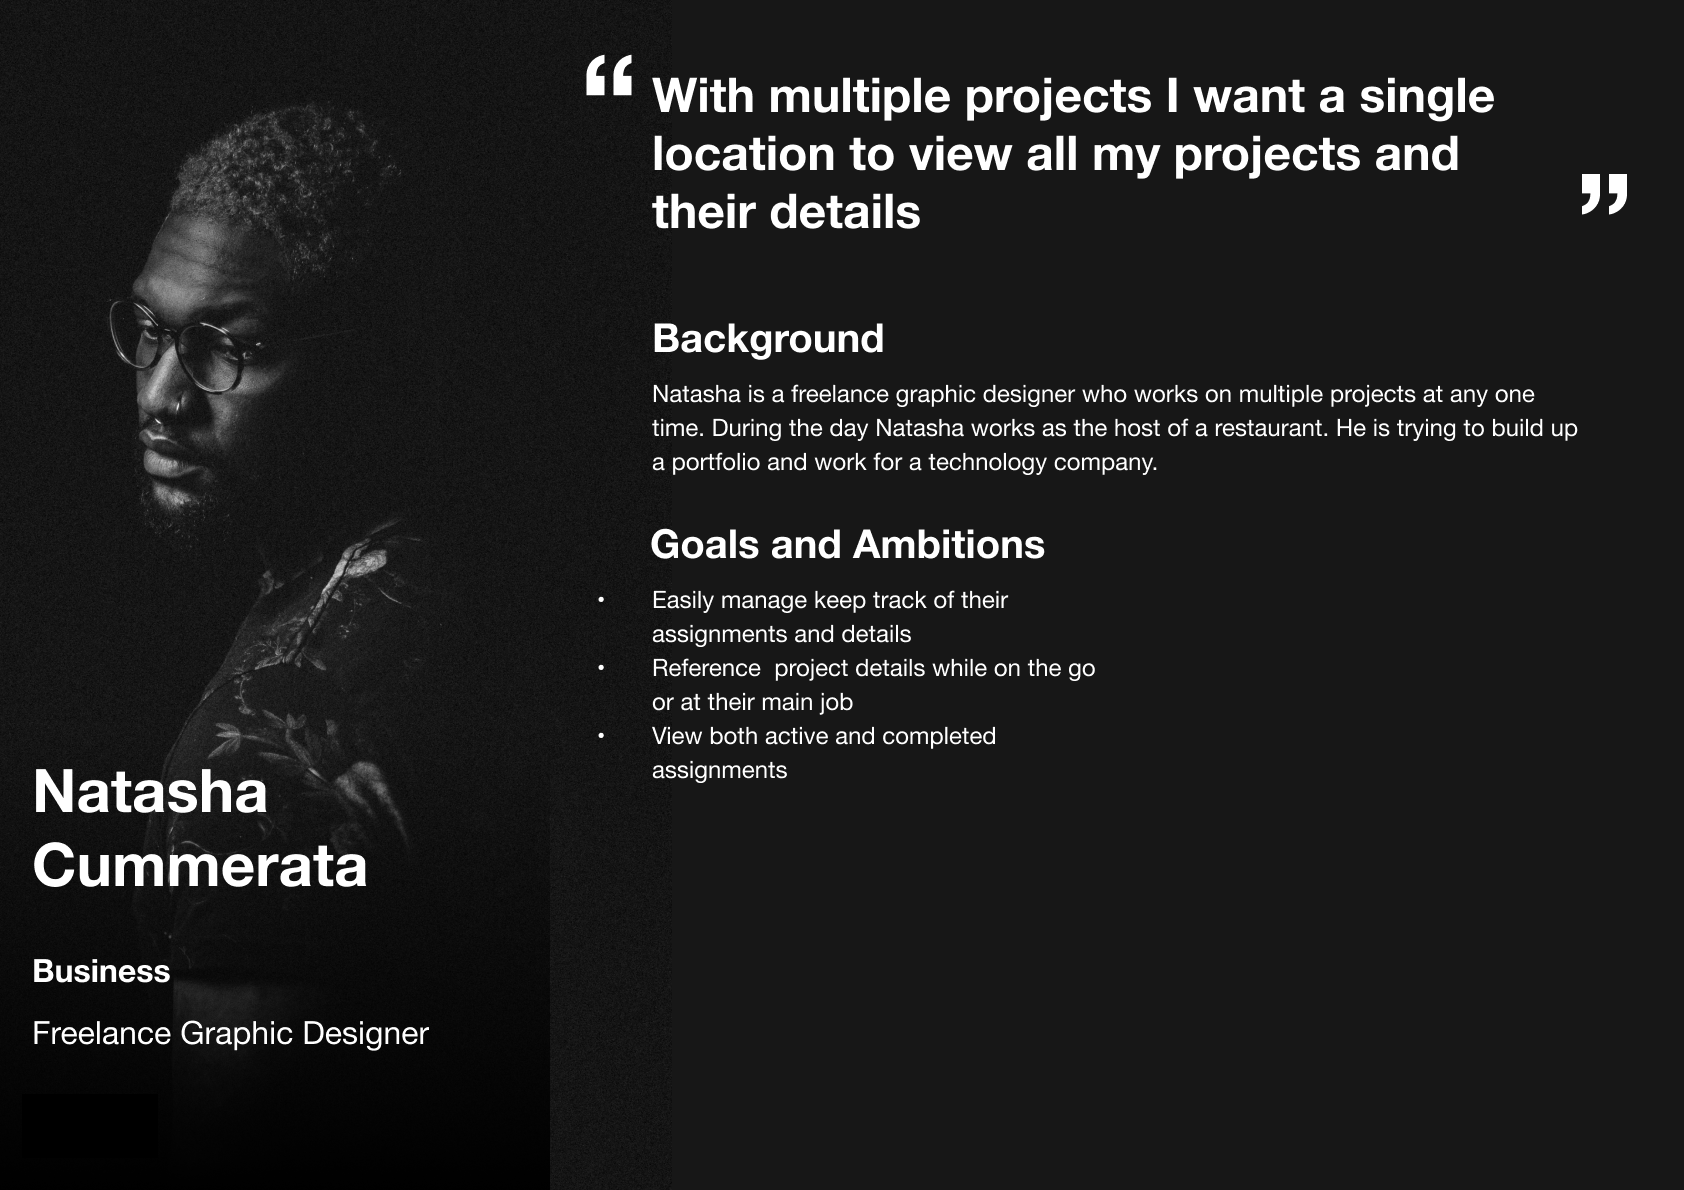 “ With multiple projects I want a single
location to view all my projects and
their details ”
Background
Natasha is a freelance graphic designer who works on multiple projects at any one
time. During the day Natasha works as the host of a restaurant. He is trying to build up
a portfolio and work for a technology company.
Goals and Ambitions
• Easily manage keep track of their
assignments and details
• Reference  project details while on the go
or at their main job
• View both active and completed
assignments
Natasha
Cummerata
Business
Freelance Graphic Designer